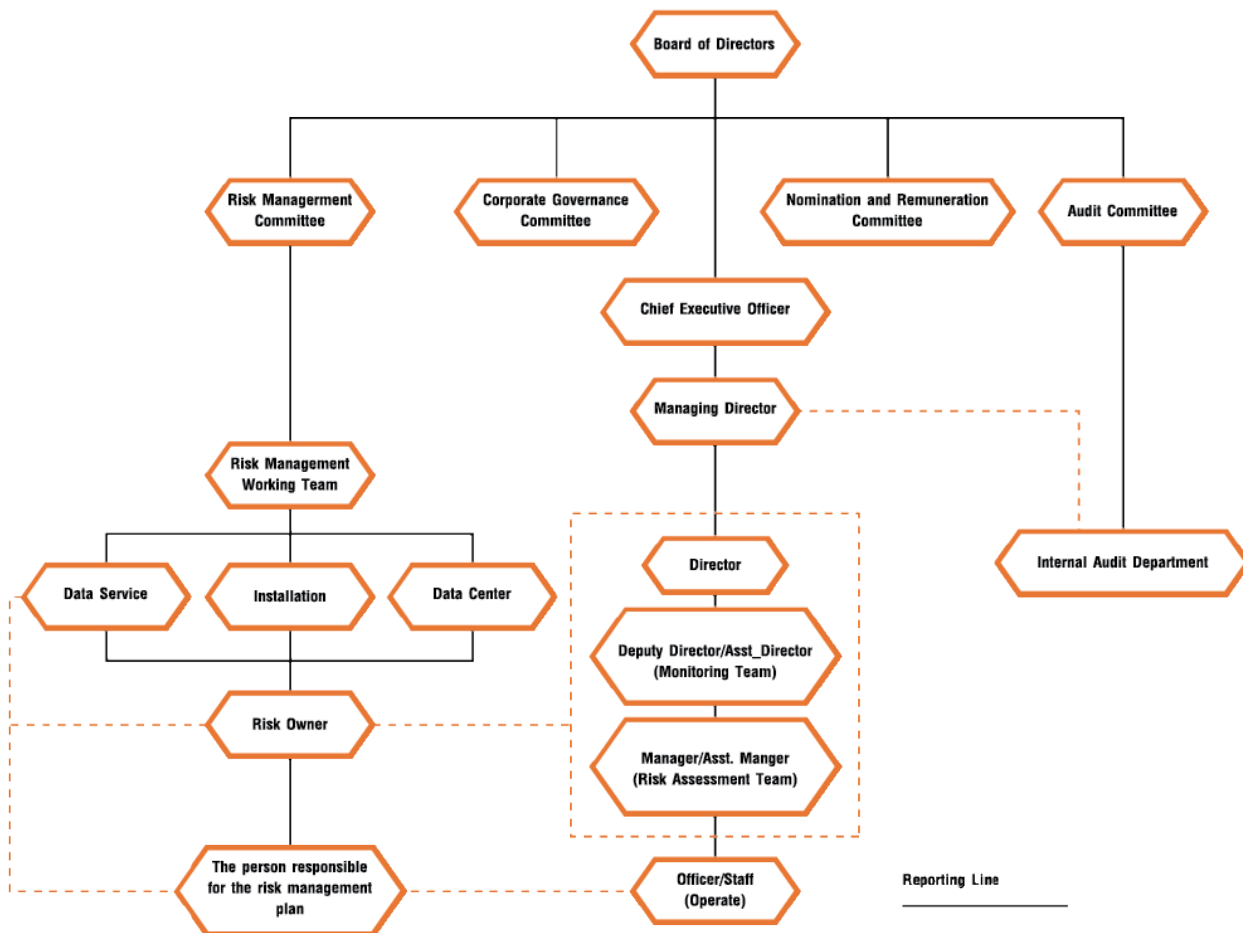 Board of Directors
Risk Managerment
Committee
Corporate Governance
Committee
Nomination and Remuneration
Committee
Audit Committee
Chief Executive Officer
Managing Director
Risk Management
Working Team
Data Service
Installation
Data Center
Director
Internal Audit Department
Deputy Director/Asst_Director
(Monitoring Team)
Risk Owner
Manager/Asst. Manger
(Risk Assessment Team)
The person responsible
for the risk management
plan
Officer/Staff
(Operate)
Reporting Line